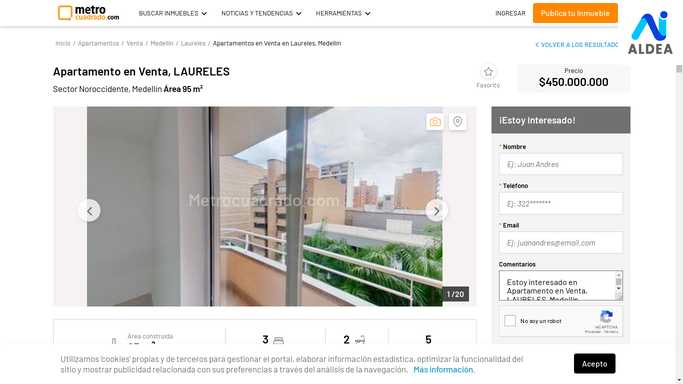 metro
cuadrado.com
BUSCAR INMUEBLES
NOTICIAS Y TENDENCIAS
HERRAMIENTAS
INGRESAR
Publica tu Inmueble
Inicio / Apartamentos / Venta / Medellín / Laureles / Apartamentos en Venta en Laureles, Medellín
VOLVER A LOS RESULTADO
ALDEA
Apartamento en Venta, LAURELES
Sector Noroccidente, Medellín Área 95 m²
Favorito
Precio
$450.000.000
¡Estoy Interesado!
* Nombre
Ej: Juan Andres
* Teléfono
Ej: 322*******
* Email
Ej: juanandres@email.com
Comentarios
Estoy interesado en
Apartamento en Venta,
LAURELES, Medellín
Metrocuadrado.com
1 / 20
No soy un robot
reCAPTCHA
Privacidad - Términos
Área construida
3
2
5
Utilizamos 'cookies' propias y de terceros para gestionar el portal, elaborar información estadística, optimizar la funcionalidad del
sitio y mostrar publicidad relacionada con sus preferencias a través del análisis de la navegación. Más información.
Acepto